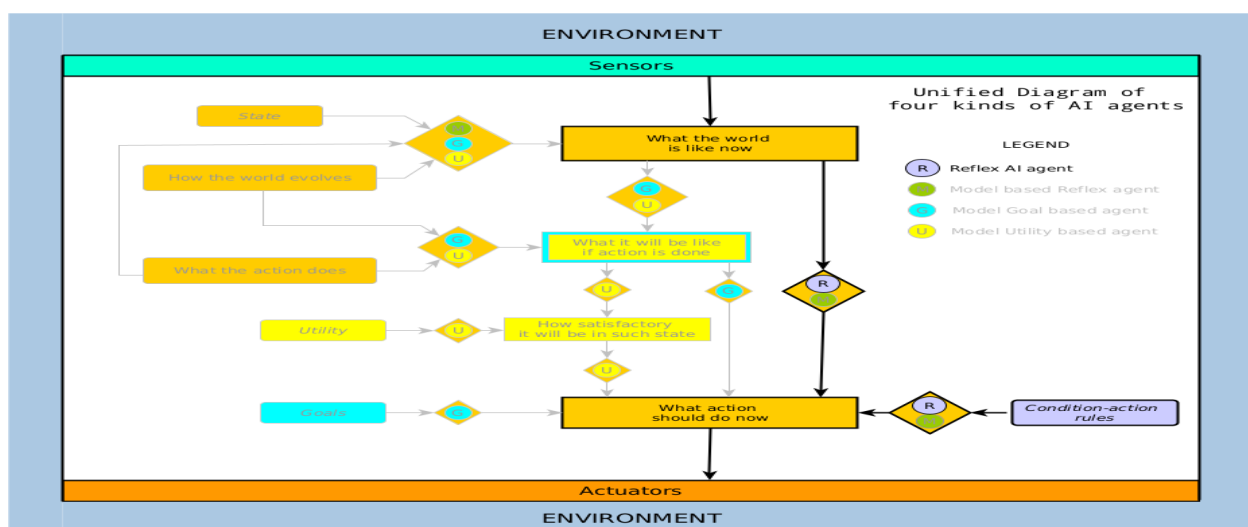 ENVIRONMENT
Sensors
Unified Diagram of
four kinds of AI agents
State
M
G
U
What the world
is like now
LEGEND
R Reflex AI agent
How the world evolves
G
U
M Model based Reflex agent
G Model Goal based agent
U Model Utility based agent
G
U
What it will be like
if action is done
What the action does
U
G
R
M
Utility
U
How satisfactory
it will be in such state
U
Goals
G
What action
should do now
R
M
Condition-action
rules
Actuators
ENVIRONMENT